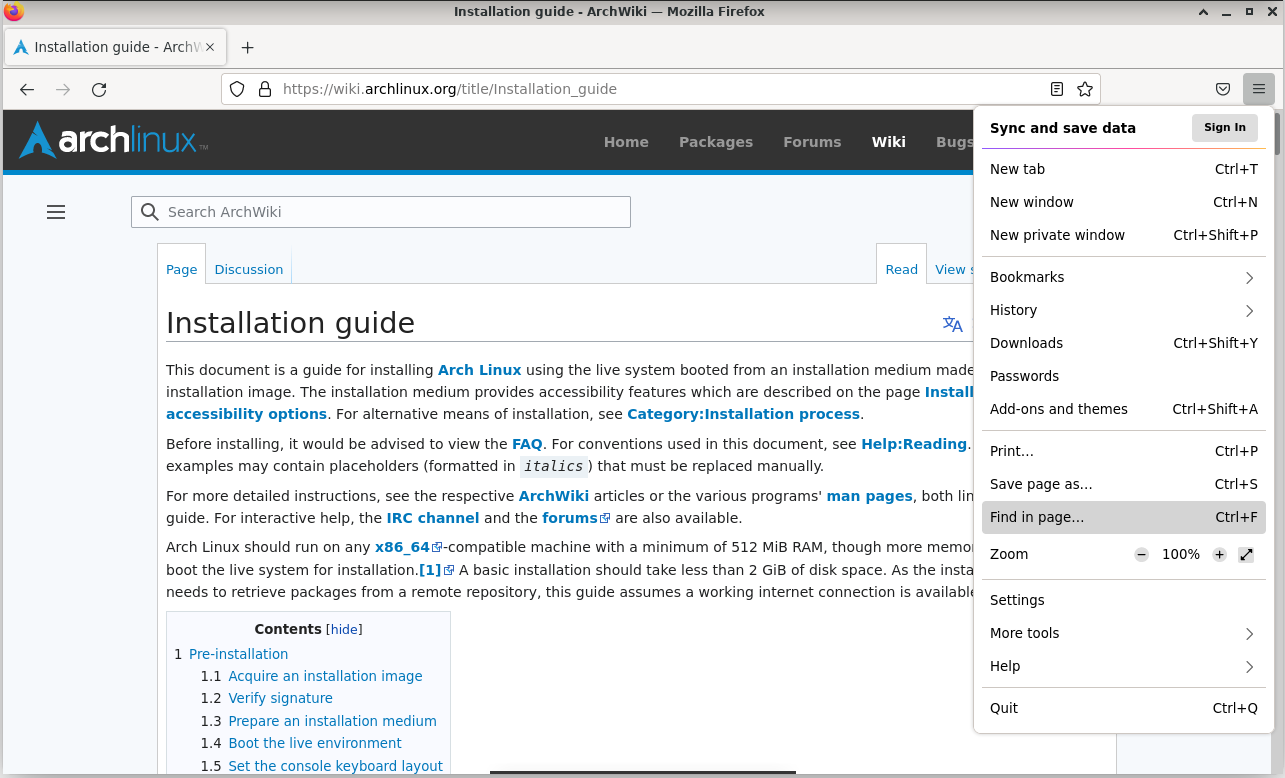 Installation guide - ArchWiki — Mozilla Firefox
Installation guide - ArchW
https://wiki.archlinux.org/title/Installation_guide
archlinux™
Home Packages Forums Wiki Bugs
Search ArchWiki
Page Discussion Read View s
Installation guide
This document is a guide for installing Arch Linux using the live system booted from an installation medium made
installation image. The installation medium provides accessibility features which are described on the page Install
accessibility options. For alternative means of installation, see Category:Installation process.
Before installing, it would be advised to view the FAQ. For conventions used in this document, see Help:Reading.
examples may contain placeholders (formatted in italics ) that must be replaced manually.
For more detailed instructions, see the respective ArchWiki articles or the various programs' man pages, both lin
guide. For interactive help, the IRC channel and the forums are also available.
Arch Linux should run on any x86_64-compatible machine with a minimum of 512 MiB RAM, though more memo
boot the live system for installation.[1] A basic installation should take less than 2 GiB of disk space. As the insta
needs to retrieve packages from a remote repository, this guide assumes a working internet connection is available
Contents [hide]
1 Pre-installation
1.1 Acquire an installation image
1.2 Verify signature
1.3 Prepare an installation medium
1.4 Boot the live environment
1.5 Set the console keyboard layout
Sync and save data Sign In
New tab Ctrl+T
New window Ctrl+N
New private window Ctrl+Shift+P
Bookmarks
History
Downloads Ctrl+Shift+Y
Passwords
Add-ons and themes Ctrl+Shift+A
Print… Ctrl+P
Save page as… Ctrl+S
Find in page… Ctrl+F
Zoom 100%
Settings
More tools
Help
Quit Ctrl+Q